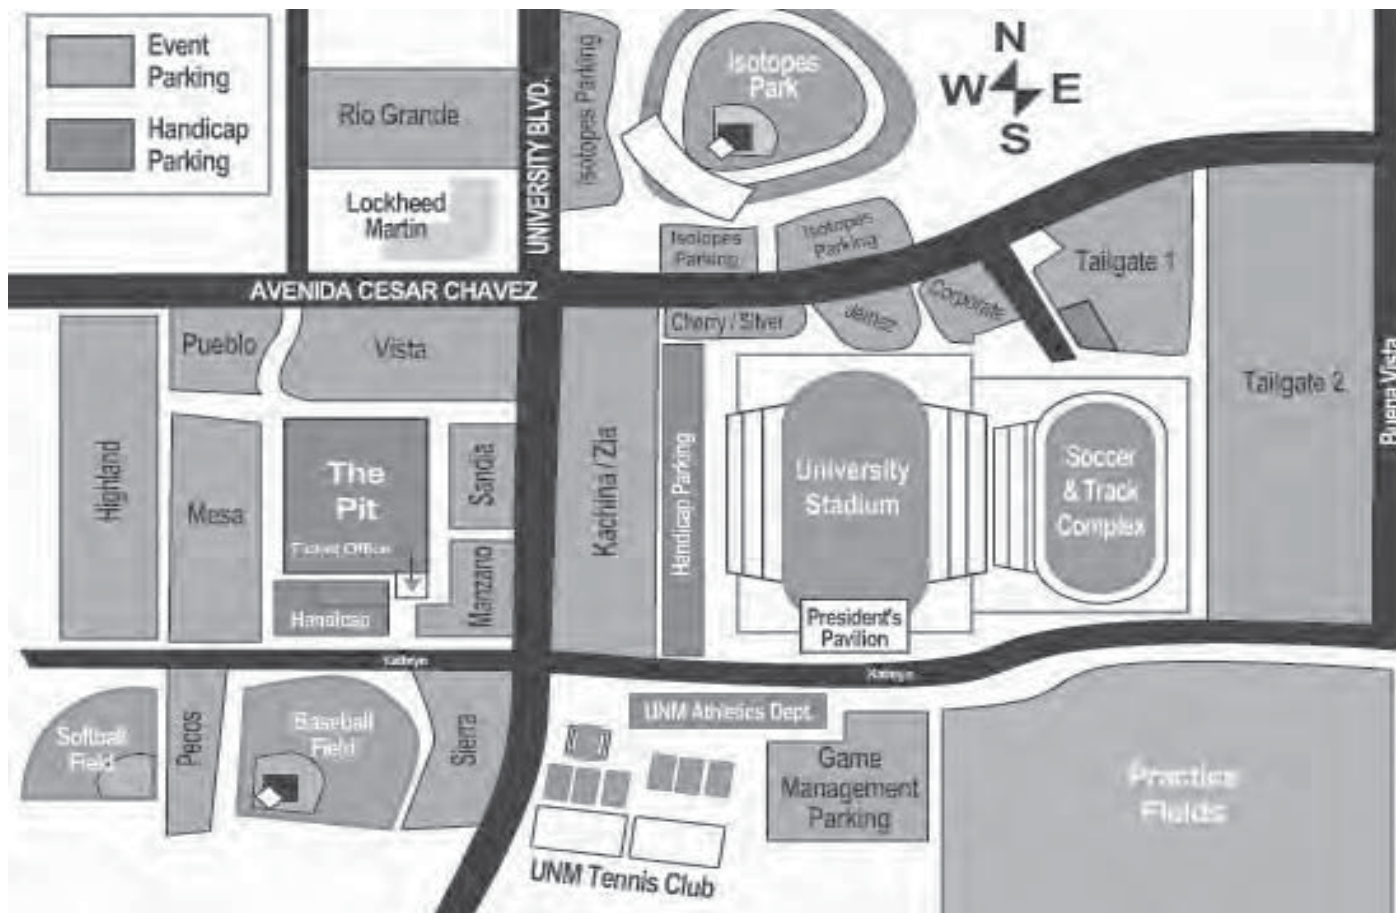 Event
Parking
Handicap
Parking
N
W E
S
Rio Grande
Lockheed
Martin
UNIVERSITY BLVD.
Isotopes Parking
Isotopes
Park
Isotopes
Parking
Isotopes
Parking
AVENIDA CESAR CHAVEZ
Pueblo
Vista
Cherry / Silver
Jemez
Corporate
Tailgate 1
Tailgate 2
Buena Vista
Highland
Mesa
The
Pit
Ticket Office
Handicap
Sandia
Manzano
Kachina / Zia
Handicap Parking
University
Stadium
President's
Pavilion
Soccer
& Track
Complex
Softball
Field
Pecos
Baseball
Field
Sierra
UNM Athletics Dept.
Game
Management
Parking
UNM Tennis Club
Practice
Fields